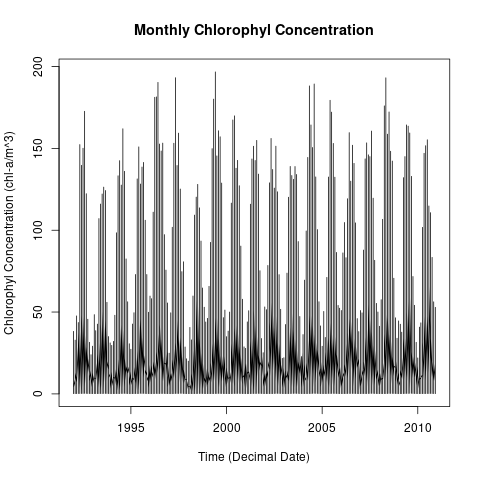 Monthly Chlorophyl Concentration
Chlorophyl Concentration (chl-a/m^3)
200
150
100
50
0
1995 2000 2005 2010
Time (Decimal Date)